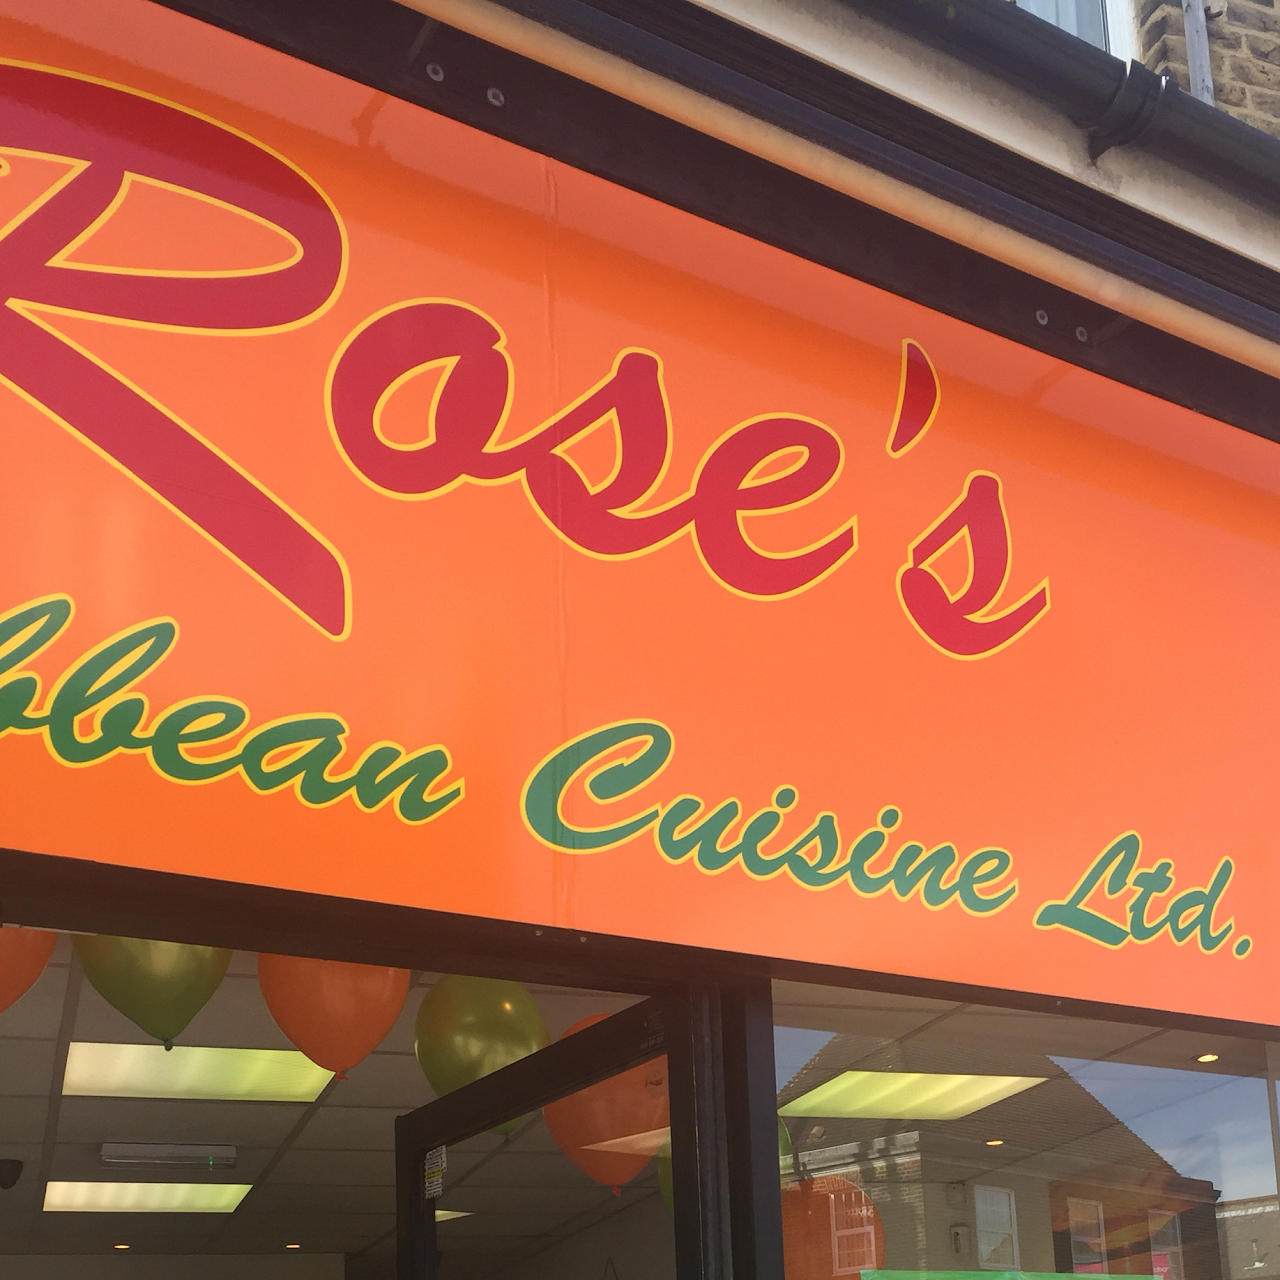 Rose's
bbean Cuisine Ltd.